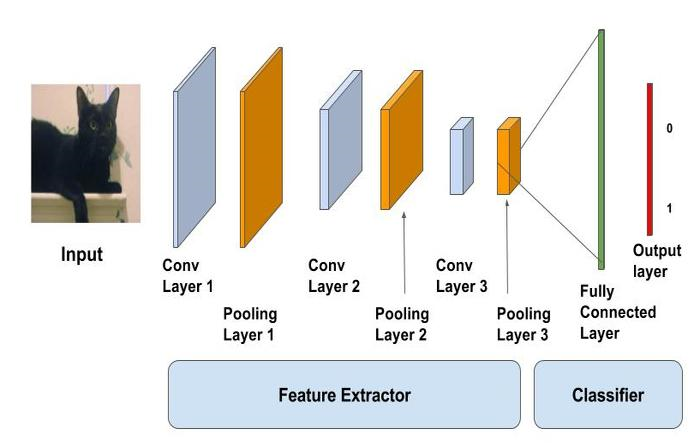 Input
Conv
Layer 1
Pooling
Layer 1
Conv
Layer 2
Pooling
Layer 2
Conv
Layer 3
Pooling
Layer 3
Fully
Connected
Layer
0
1
Output
layer
Feature Extractor
Classifier